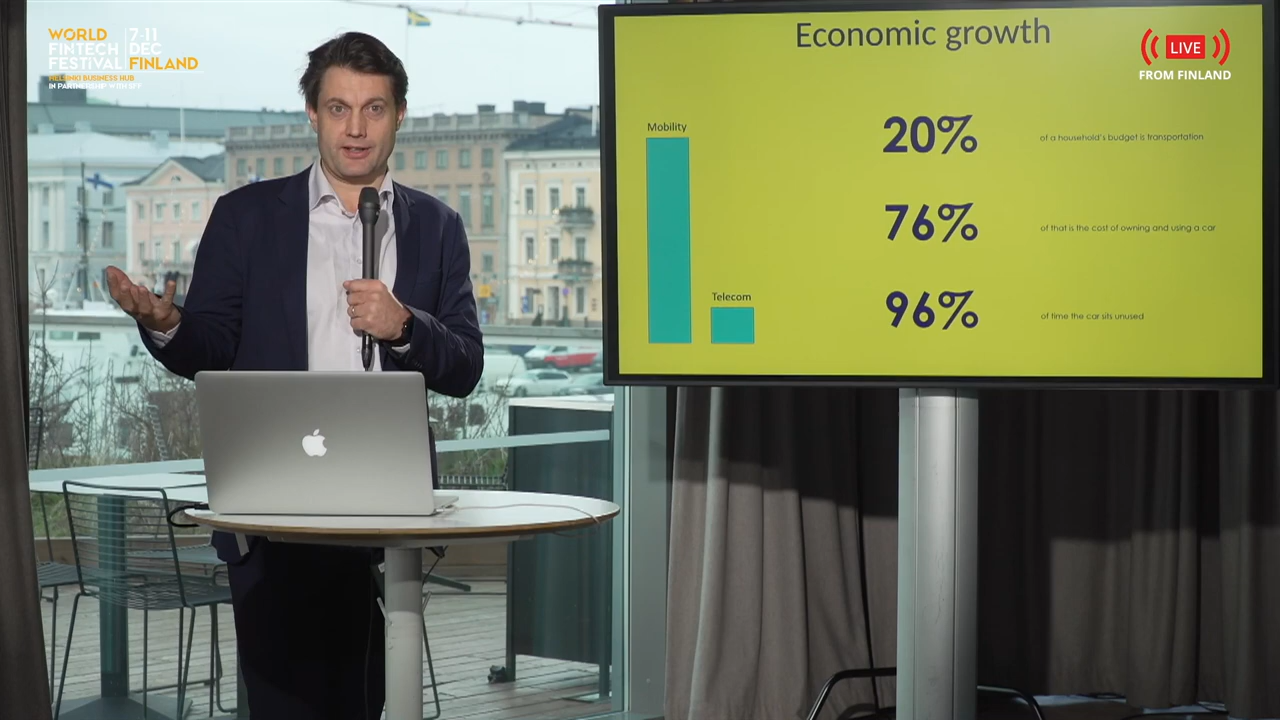 WORLD
FINTECH
FESTIVAL
7-11
DEC
FINLAND
HELSINKI BUSINESS HUB
IN PARTNERSHIP WITH SFF
Economic growth
LIVE
FROM FINLAND
Mobility
Telecom
20%
of a household's budget is transportation
76%
of that is the cost of owning and using a car
96%
of time the car sits unused